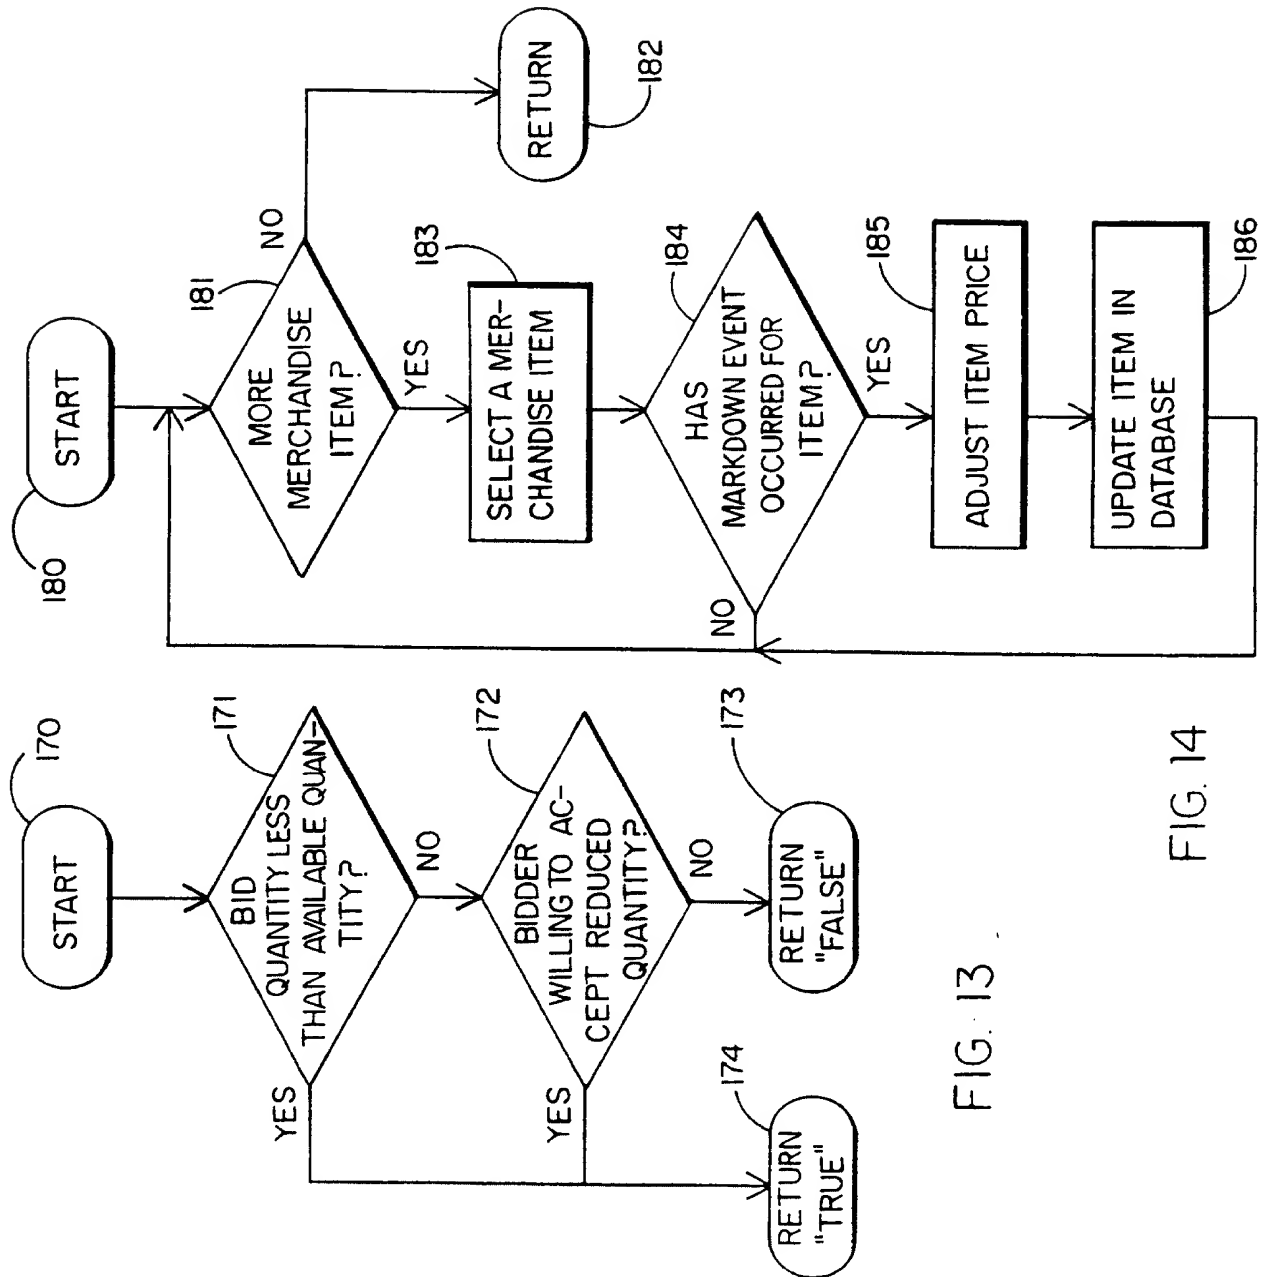 170
START
171
BID
QUANTITY LESS
THAN AVAILABLE QUAN-
TITY?
YES
NO
172
BIDDER
WILLING TO AC-
CEPT REDUCED
QUANTITY?
YES
NO
174
RETURN
"TRUE"
173
RETURN
"FALSE"
FIG. 13
180
START
181
MORE
MERCHANDISE
ITEM?
NO
YES
182
RETURN
183
SELECT A MER-
CHANDISE ITEM
184
HAS
MARKDOWN EVENT
OCCURED FOR
ITEM?
NO
YES
185
ADJUST ITEM PRICE
186
UPDATE ITEM IN
DATABASE
FIG. 14